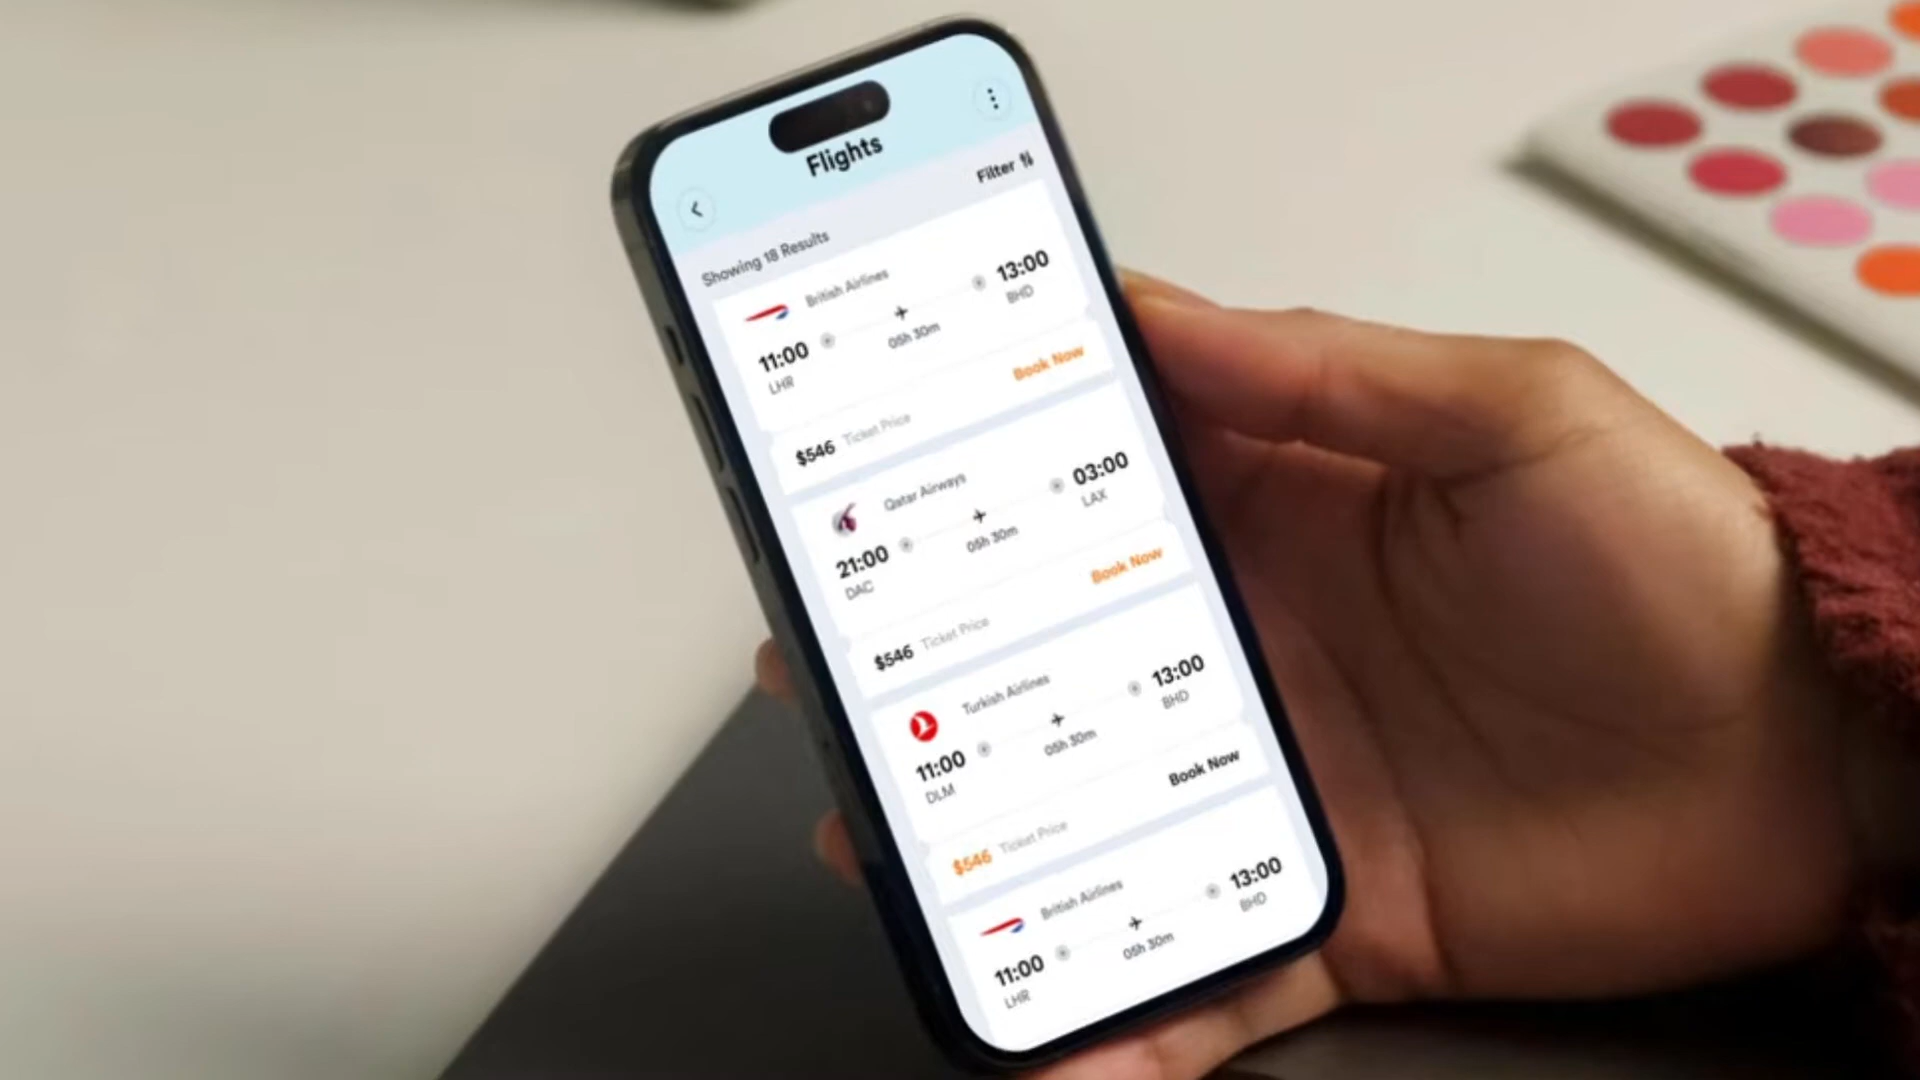 Flights
Filter
Showing 18 Results
British Airlines
11:00
13:00
LHR
05h 30m
BHD
$546 Ticket Price
Book Now
Qatar Airways
21:00
03:00
DAC
05h 30m
LAX
$546 Ticket Price
Book Now
Turkish Airlines
11:00
13:00
DLM
05h 30m
BHD
$546 Ticket Price
Book Now
British Airlines
11:00
13:00
LHR
05h 30m
BHD